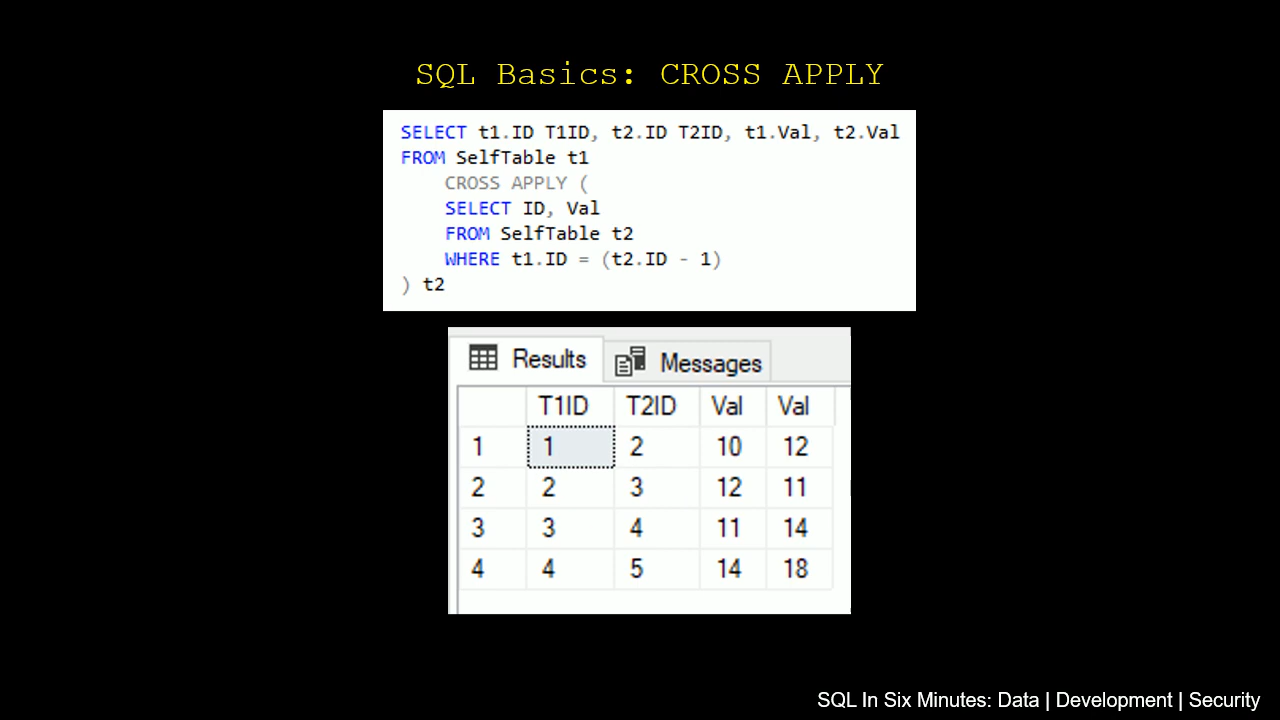 SQL Basics: CROSS APPLY
SELECT t1.ID T1ID, t2.ID T2ID, t1.Val, t2.Val
FROM SelfTable t1
CROSS APPLY (
SELECT ID, Val
FROM SelfTable t2
WHERE t1.ID = (t2.ID - 1)
) t2
Results Messages
T1ID T2ID Val Val
1 1 2 10 12
2 2 3 12 11
3 3 4 11 14
4 4 5 14 18
SQL In Six Minutes: Data | Development | Security